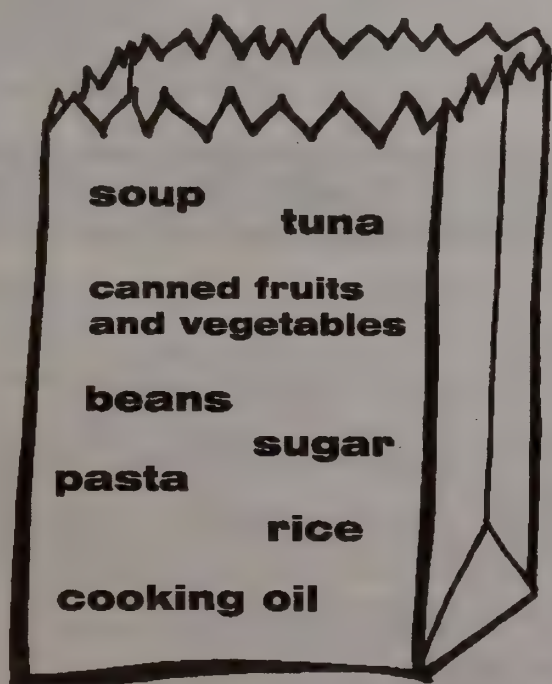 soup
tuna
canned fruits
and vegetables
beans
sugar
pasta
rice
cooking oil